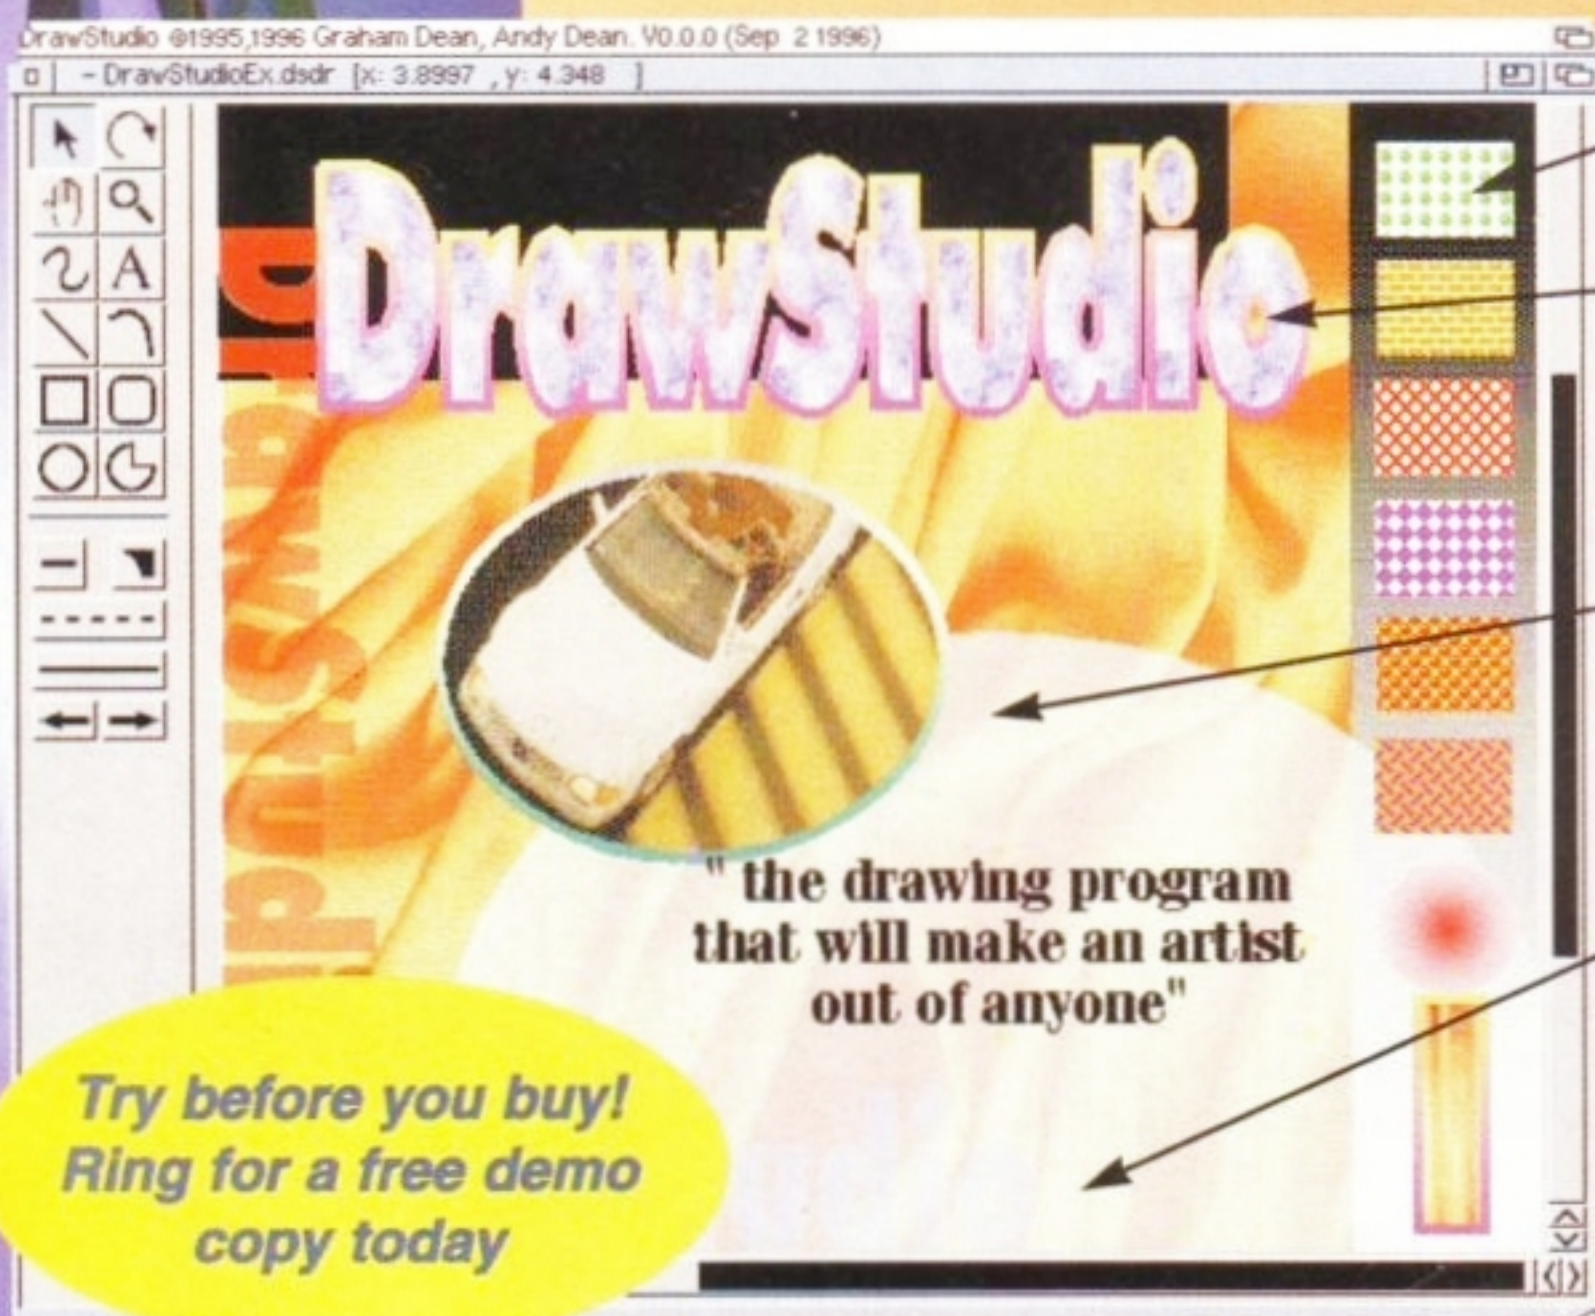 DrawStudio ©1995,1996 Graham Dean, Andy Dean. V0.0.0 (Sep 2 1996)
- DrawStudioEx.dsdr [x: 3.8997 , y: 4.348 ]
A
DrawStudio
DrawStudi
" the drawing program
that will make an artist
out of anyone"
Try before you buy!
Ring for a free demo
copy today